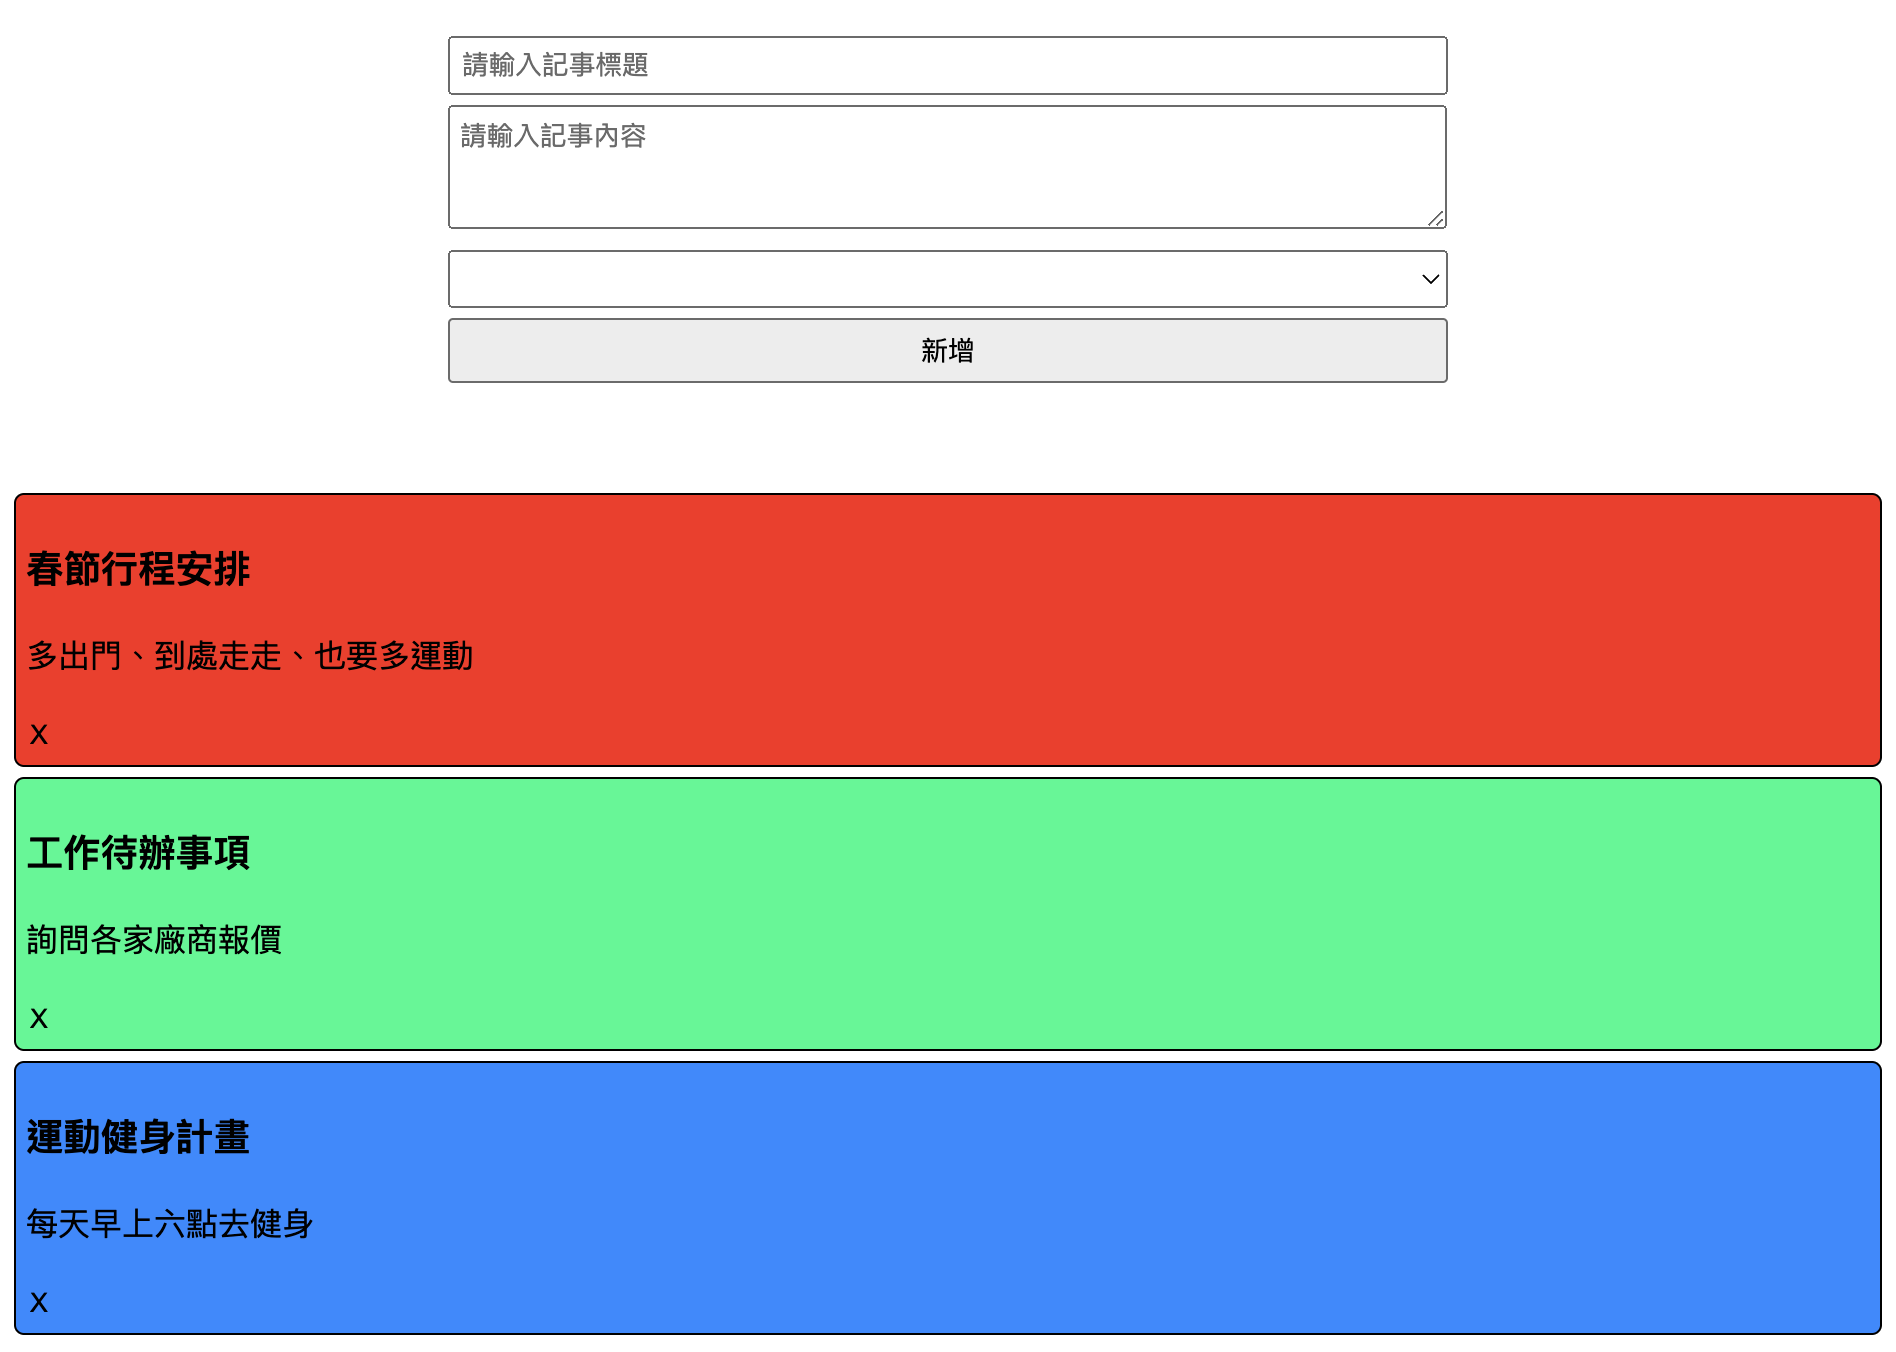 請輸入記事標題
請輸入記事內容
新增
春節行程安排
多出門、到處走走、也要多運動
x
工作待辦事項
詢問各家廠商報價
x
運動健身計畫
每天早上六點去健身
x